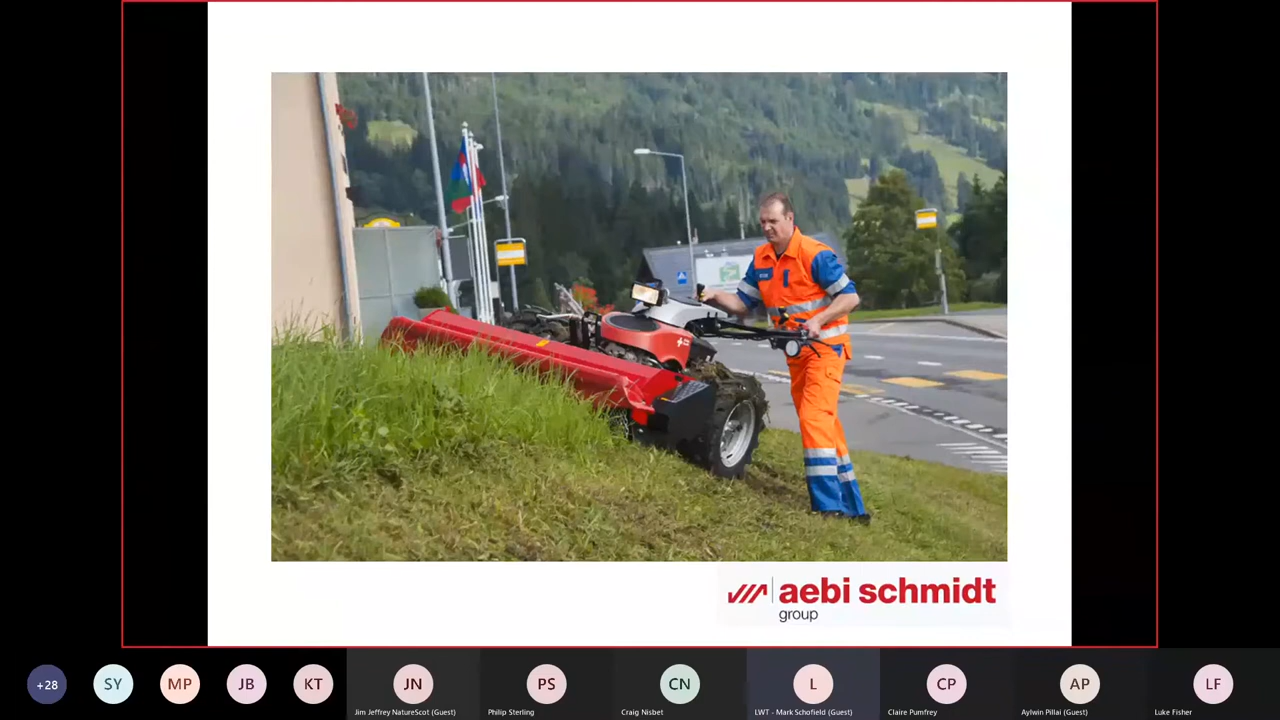 aebi schmidt
group
+28
SY
MP
JB
KT
JN
PS
CN
L
CP
AP
LF
Jim Jeffrey NatureScot (Guest)
Philip Sterling
Craig Nisbet
LWT - Mark Schofield (Guest)
Claire Pumfrey
Aylwin Pillai (Guest)
Luke Fisher